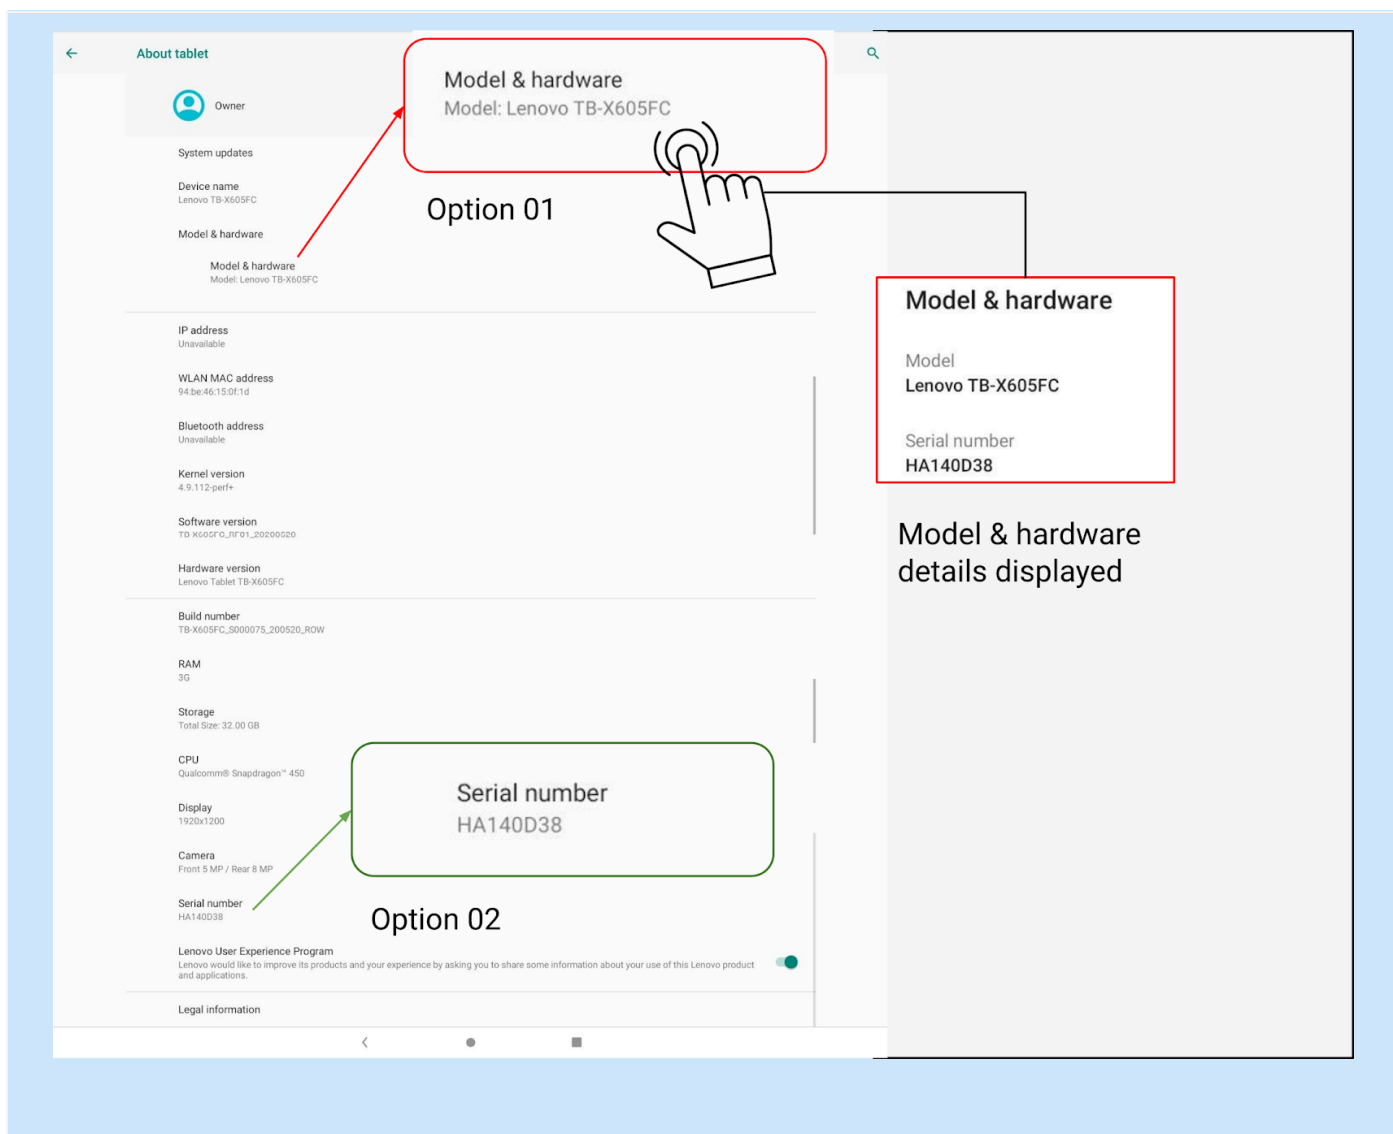 About tablet
Owner
System updates
Device name
Lenovo TB-X605FC
Model & hardware
Model & hardware
Model: Lenovo TB-X605FC
Model & hardware
Model: Lenovo TB-X605FC
Option 01
IP address
Unavailable
WLAN MAC address
94:be:46:15:0f:1d
Bluetooth address
Unavailable
Kernel version
4.9.112-perf+
Software version
TB-X605FC_RF01_20200520
Hardware version
Lenovo Tablet TB-X605FC
Build number
TB-X605FC_S000075_200520_ROW
RAM
3G
Storage
Total Size: 32.00 GB
CPU
Qualcomm® Snapdragon™ 450
Display
1920x1200
Camera
Front 5 MP / Rear 8 MP
Serial number
HA140D38
Serial number
HA140D38
Option 02
Lenovo User Experience Program
Lenovo would like to improve its products and your experience by asking you to share some information about your use of this Lenovo product
and applications.
Legal information
Model & hardware
Model
Lenovo TB-X605FC
Serial number
HA140D38
Model & hardware
details displayed